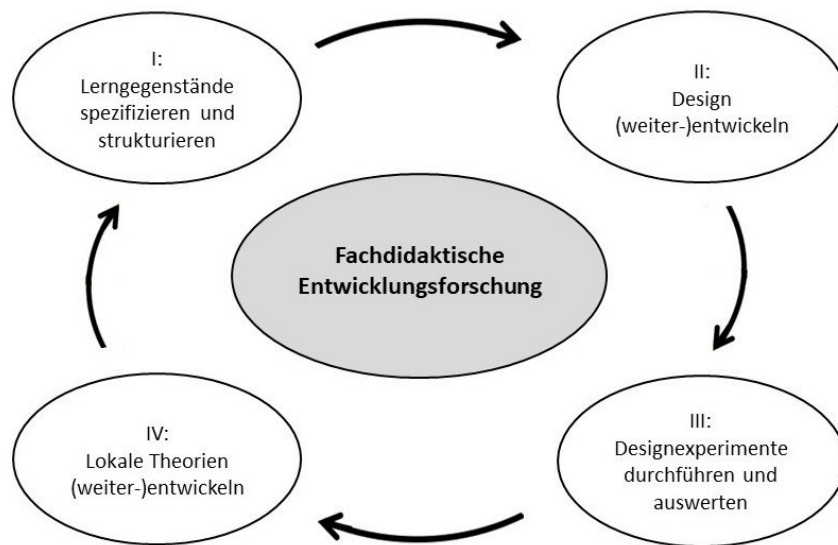 I:
Lerngegenstände
spezifizieren und
strukturieren
II:
Design
(weiter-)entwickeln
Fachdidaktische
Entwicklungsforschung
IV:
Lokale Theorien
(weiter-)entwickeln
III:
Designexperimente
durchführen und
auswerten